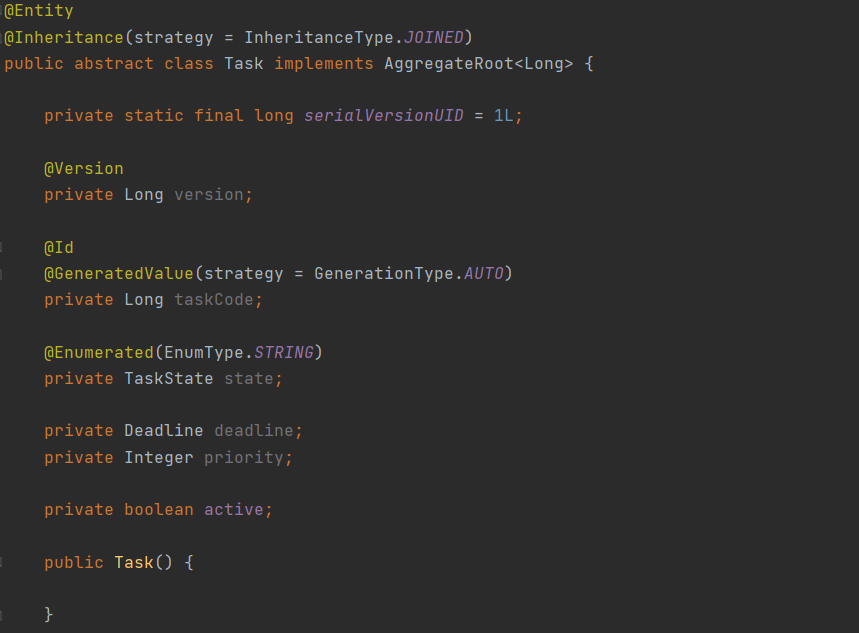 @Entity
@Inheritance(strategy = InheritanceType.JOINED)
public abstract class Task implements AggregateRoot<Long> {
private static final long serialVersionUID = 1L;
@Version
private Long version;
@Id
@GeneratedValue(strategy = GenerationType.AUTO)
private Long taskCode;
@Enumerated(EnumType.STRING)
private TaskState state;
private Deadline deadline;
private Integer priority;
private boolean active;
public Task() {
}